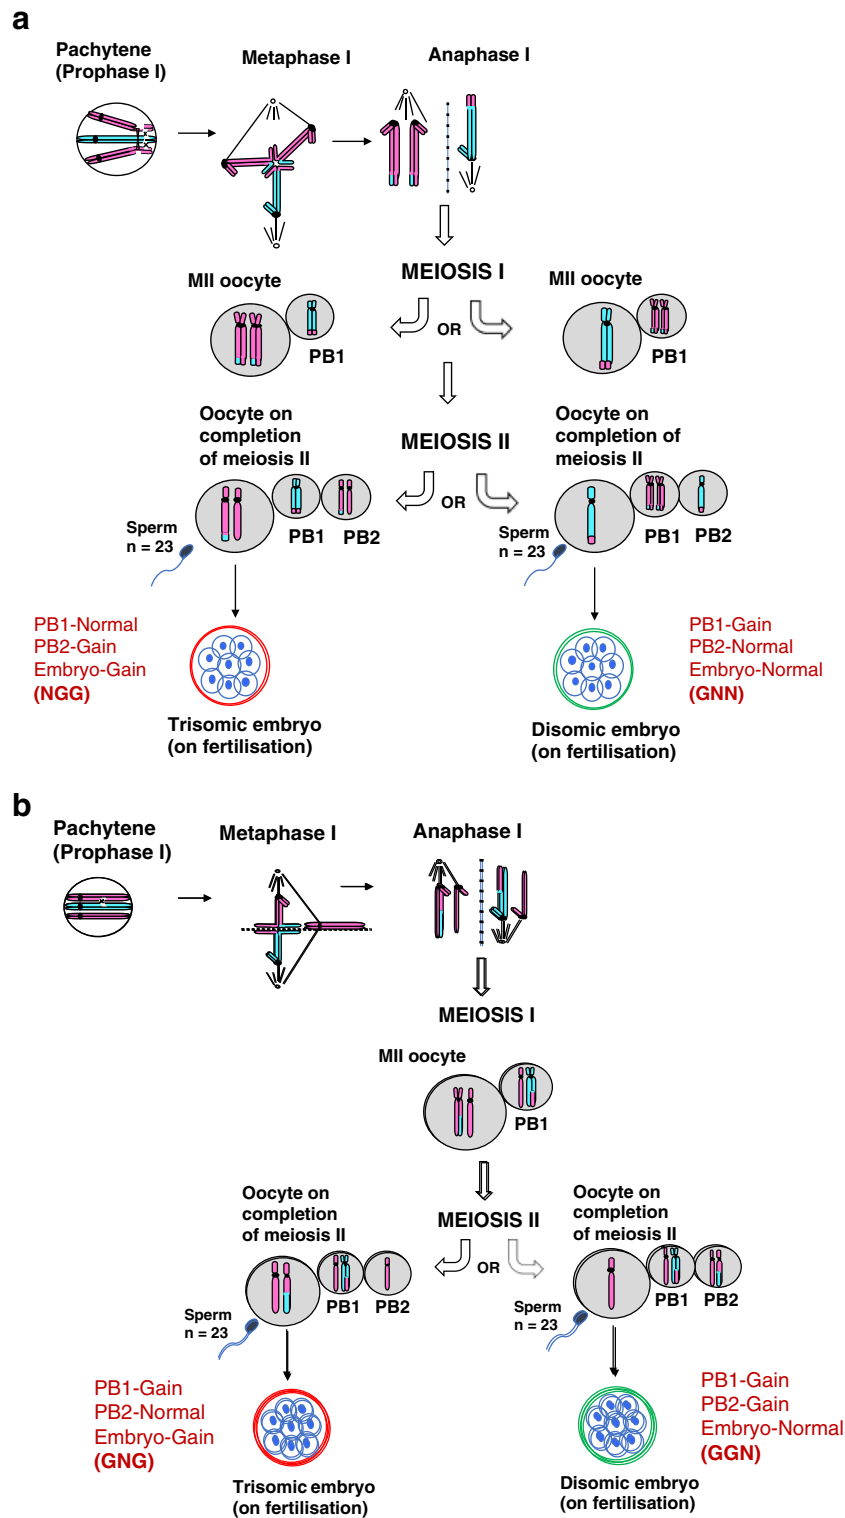 a
Pachytene
(Prophase I)
Metaphase I
Anaphase I
MEIOSIS I
MII oocyte
PB1
OR
MII oocyte
PB1
Oocyte on
completion
of meiosis II
MEIOSIS II
Oocyte on
completion of
meiosis II
OR
PB1
PB2
Sperm
n = 23
PB1
PB2
Sperm
n = 23
PB1-Normal
PB2-Gain
Embryo-Gain
(NGG)
PB1-Gain
PB2-Normal
Embryo-Normal
(GNN)
Trisomic embryo
(on fertilisation)
Disomic embryo
(on fertilisation)
b
Pachytene
(Prophase I)
Metaphase I
Anaphase I
MEIOSIS I
MII oocyte
PB1
Oocyte on
completion
of meiosis II
MEIOSIS II
Oocyte on
completion
of meiosis II
OR
PB1
PB2
Sperm
n = 23
PB1
PB2
Sperm
n = 23
PB1-Gain
PB2-Normal
Embryo-Gain
(GNG)
PB1-Gain
PB2-Gain
Embryo-Normal
(GGN)
Trisomic embryo
(on fertilisation)
Disomic embryo
(on fertilisation)